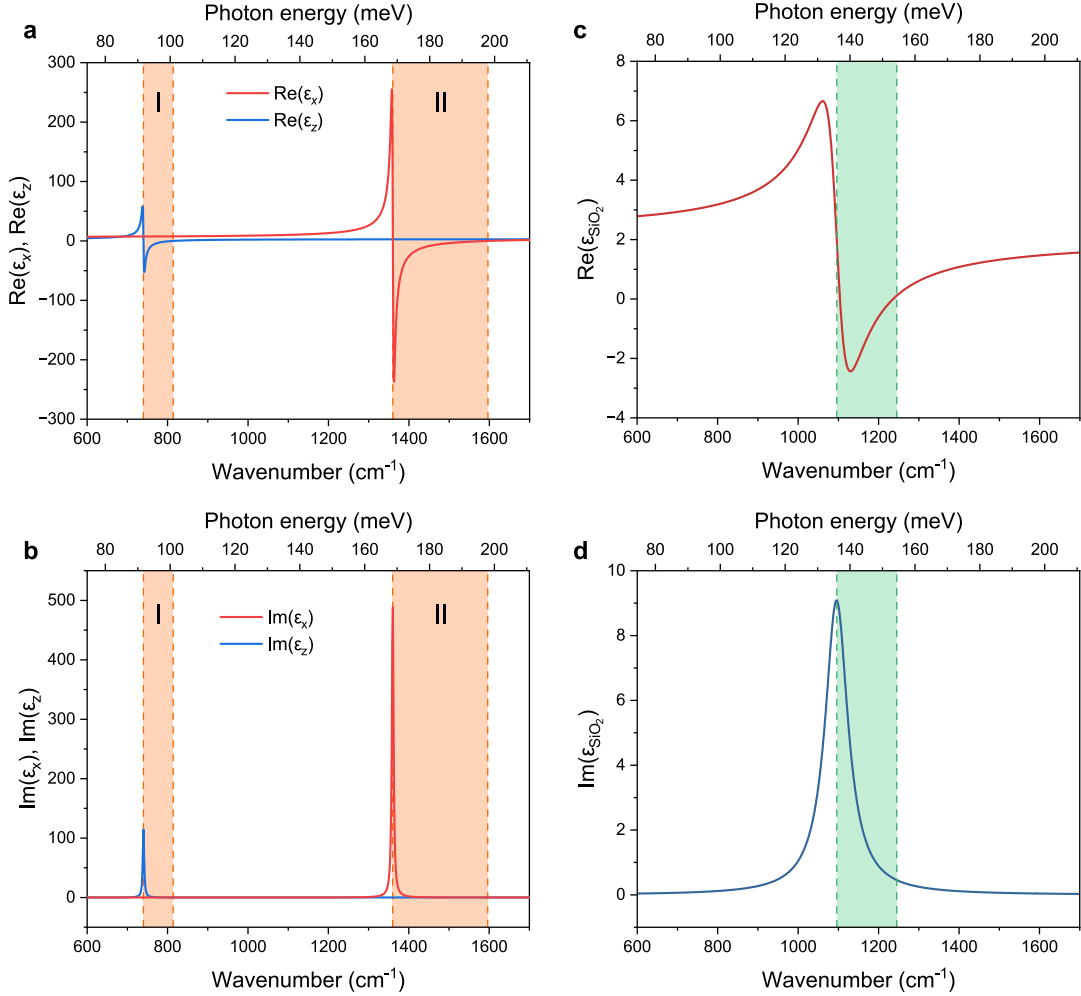 a
Photon energy (meV)
80 100 120 140 160 180 200
300
200
100
0
−100
−200
−300
Re(εₓ), Re(ε_z)
I
II
Re(εₓ)
Re(ε_z)
600 800 1000 1200 1400 1600
Wavenumber (cm⁻¹)
c
Photon energy (meV)
80 100 120 140 160 180 200
8
6
4
2
0
−2
−4
Re(ε_SiO₂)
600 800 1000 1200 1400 1600
Wavenumber (cm⁻¹)
b
Photon energy (meV)
80 100 120 140 160 180 200
500
400
300
200
100
0
Im(εₓ), Im(ε_z)
I
II
Im(εₓ)
Im(ε_z)
600 800 1000 1200 1400 1600
Wavenumber (cm⁻¹)
d
Photon energy (meV)
80 100 120 140 160 180 200
10
8
6
4
2
0
Im(ε_SiO₂)
600 800 1000 1200 1400 1600
Wavenumber (cm⁻¹)